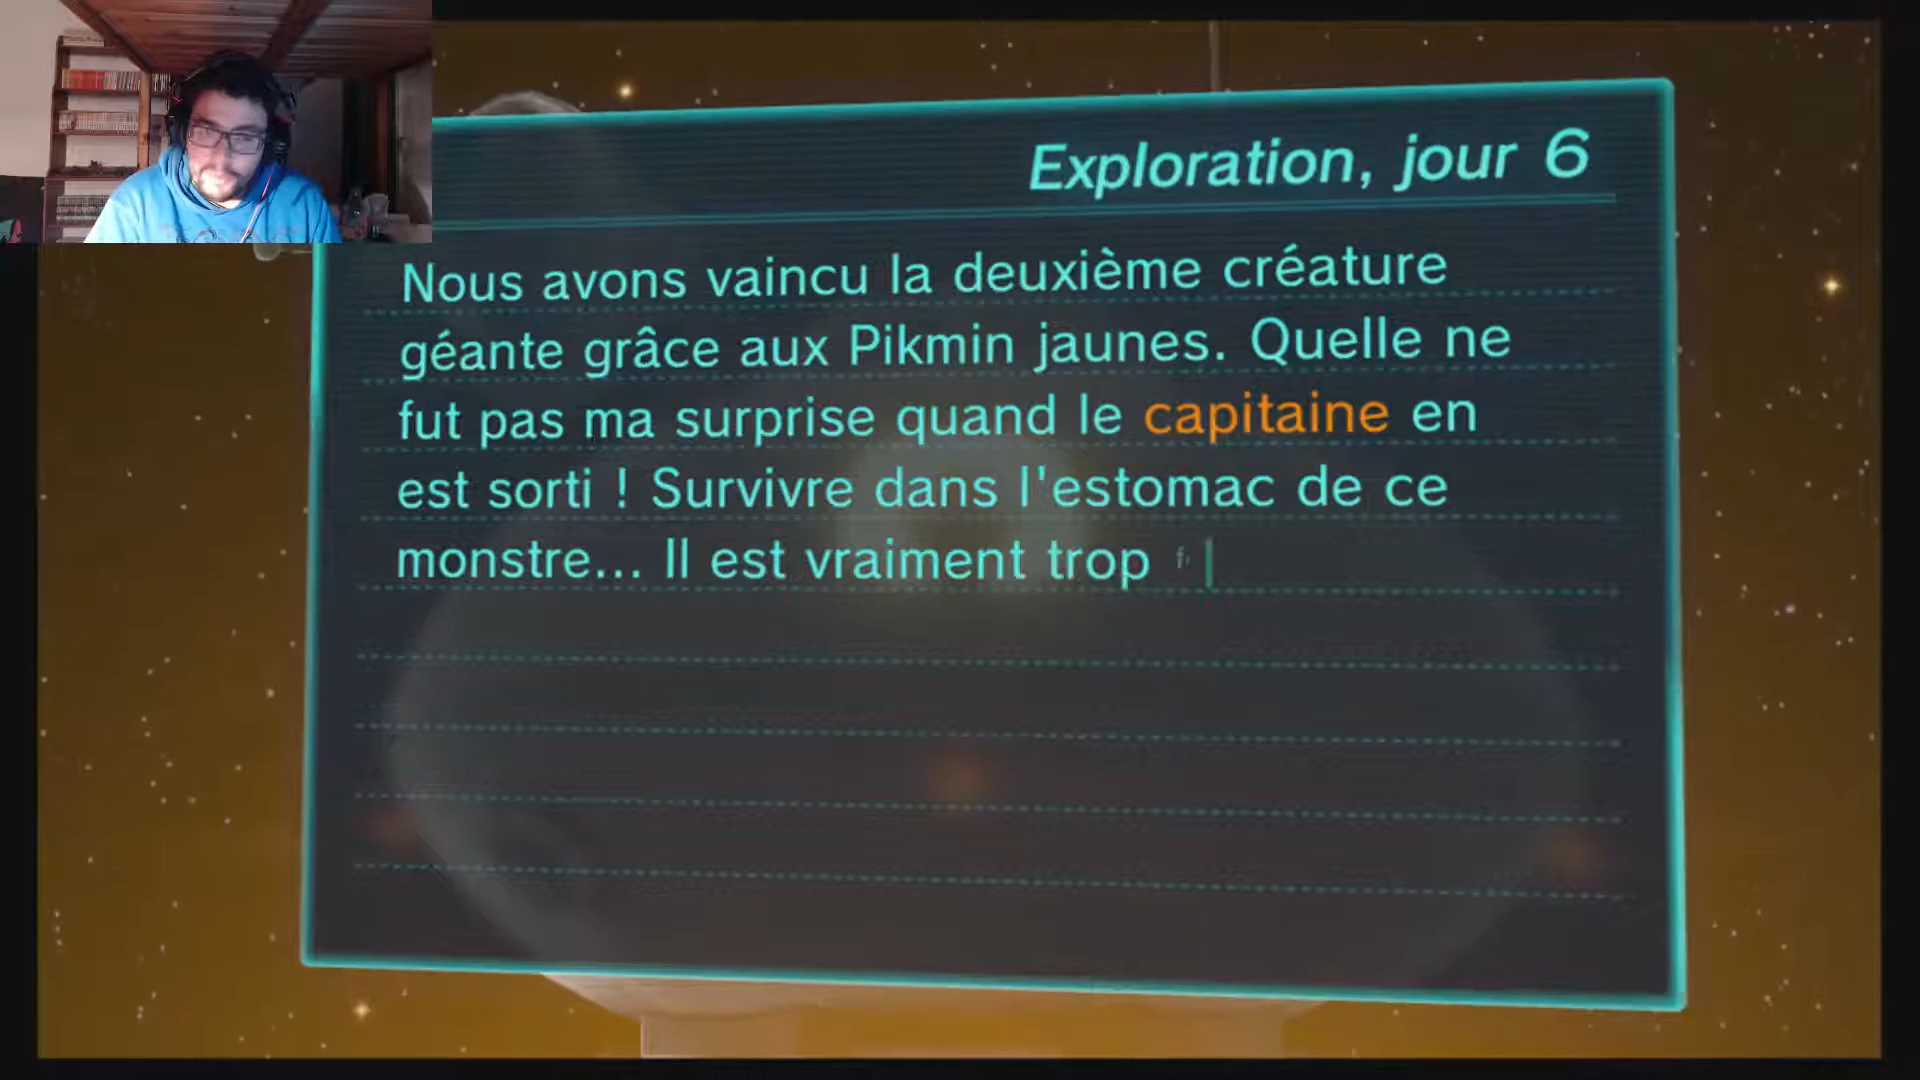 Exploration, jour 6
Nous avons vaincu la deuxième créature
géante grâce aux Pikmin jaunes. Quelle ne
fut pas ma surprise quand le capitaine en
est sorti ! Survivre dans l'estomac de ce
monstre... Il est vraiment trop